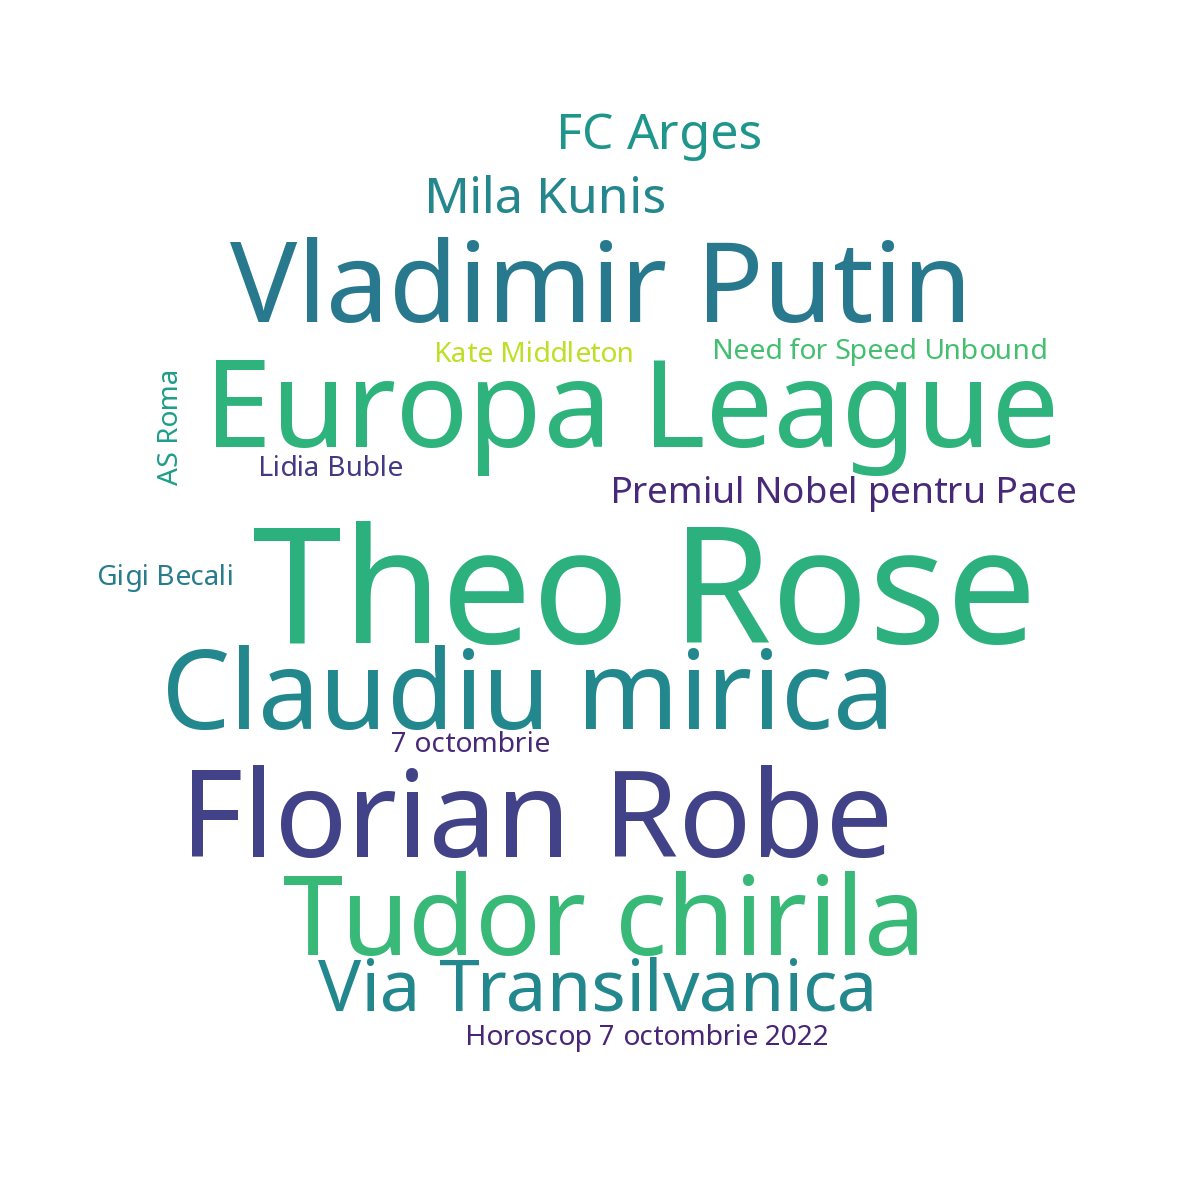 FC Arges
Mila Kunis
Vladimir Putin
Need for Speed Unbound
Kate Middleton
Europa League
AS Roma
Lidia Buble
Premiul Nobel pentru Pace
Theo Rose
Gigi Becali
Claudiu mirica
7 octombrie
Florian Robe
Tudor chirila
Via Transilvanica
Horoscop 7 octombrie 2022